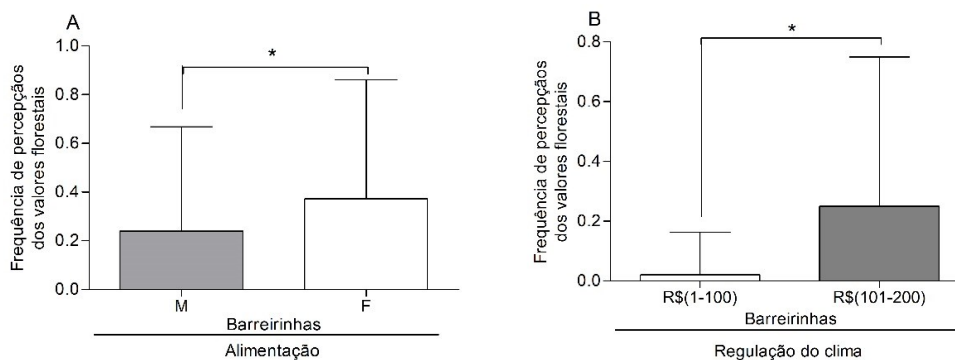 A
*
Frequência de percepçãos
dos valores florestais
1.0
0.8
0.6
0.4
0.2
0.0
M
F
Barreirinhas
Alimentação
B
*
Frequência de percepçãos
dos valores florestais
0.8
0.6
0.4
0.2
0.0
R$(1-100)
R$(101-200)
Barreirinhas
Regulação do clima